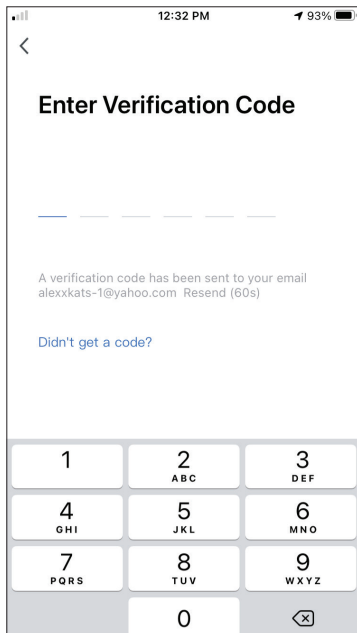 12:32 PM 93%
Enter Verification Code
A verification code has been sent to your email
alexxkats-1@yahoo.com Resend (60s)
Didn't get a code?
1 2 3
ABC DEF
4 5 6
GHI JKL MNO
7 8 9
PQRS TUV WXYZ
0